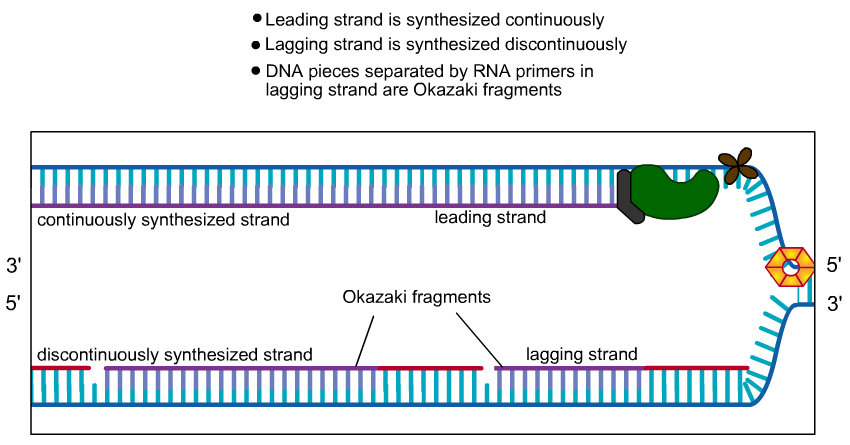 ● Leading strand is synthesized continuously
● Lagging strand is synthesized discontinuously
● DNA pieces separated by RNA primers in
lagging strand are Okazaki fragments
continuously synthesized strand
leading strand
3'
5'
5'
3'
Okazaki fragments
discontinuously synthesized strand
lagging strand